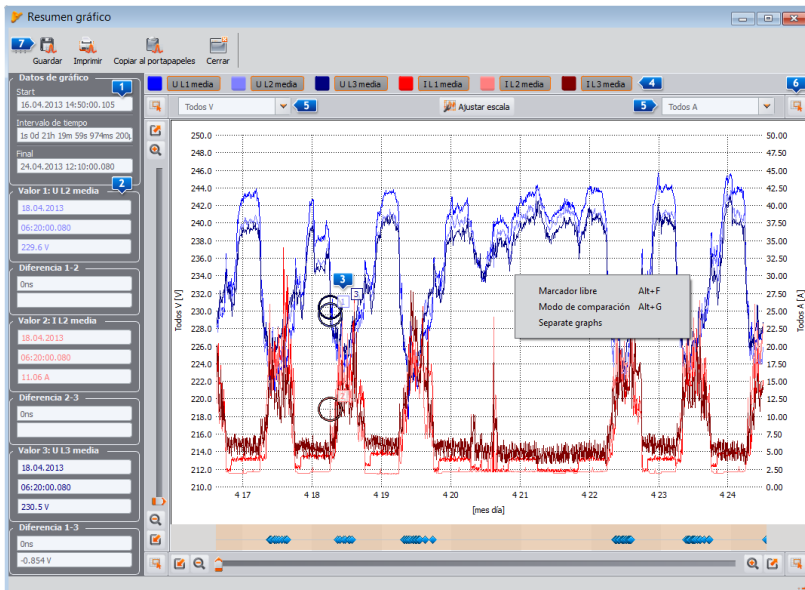 Resumen gráfico
7
Guardar Imprimir Copiar al portapapeles Cerrar
Datos de gráfico
1
Start
16.04.2013 14:50:00.105
Intervalo de tiempo
1s 0d 21h 19m 59s 974ms 200µ
Final
24.04.2013 12:10:00.080
2
Valor 1: U L2 media
18.04.2013
06:20:00.080
229.6 V
Diferencia 1-2
0ns
Valor 2: I L2 media
18.04.2013
06:20:00.080
11.06 A
Diferencia 2-3
0ns
Valor 3: U L3 media
18.04.2013
06:20:00.080
230.5 V
Diferencia 1-3
0ns
-0.854 V
U L1 media U L2 media U L3 media I L1 media I L2 media I L3 media 4
6
Todos V 5 Ajustar escala 5 Todos A
250.0 50.00
248.0 47.50
246.0 45.00
244.0 42.50
242.0 40.00
240.0 37.50
238.0 35.00
236.0 32.50
234.0 30.00
232.0 27.50
230.0 25.00
228.0 22.50
226.0 20.00
224.0 17.50
222.0 15.00
220.0 12.50
218.0 10.00
216.0 7.50
214.0 5.00
212.0 2.50
210.0 0.00
Todos V [V]
Todos A [A]
3
1 3
2
Marcador libre Alt+F
Modo de comparación Alt+G
Separate graphs
4 17 4 18 4 19 4 20 4 21 4 22 4 23 4 24
[mes día]